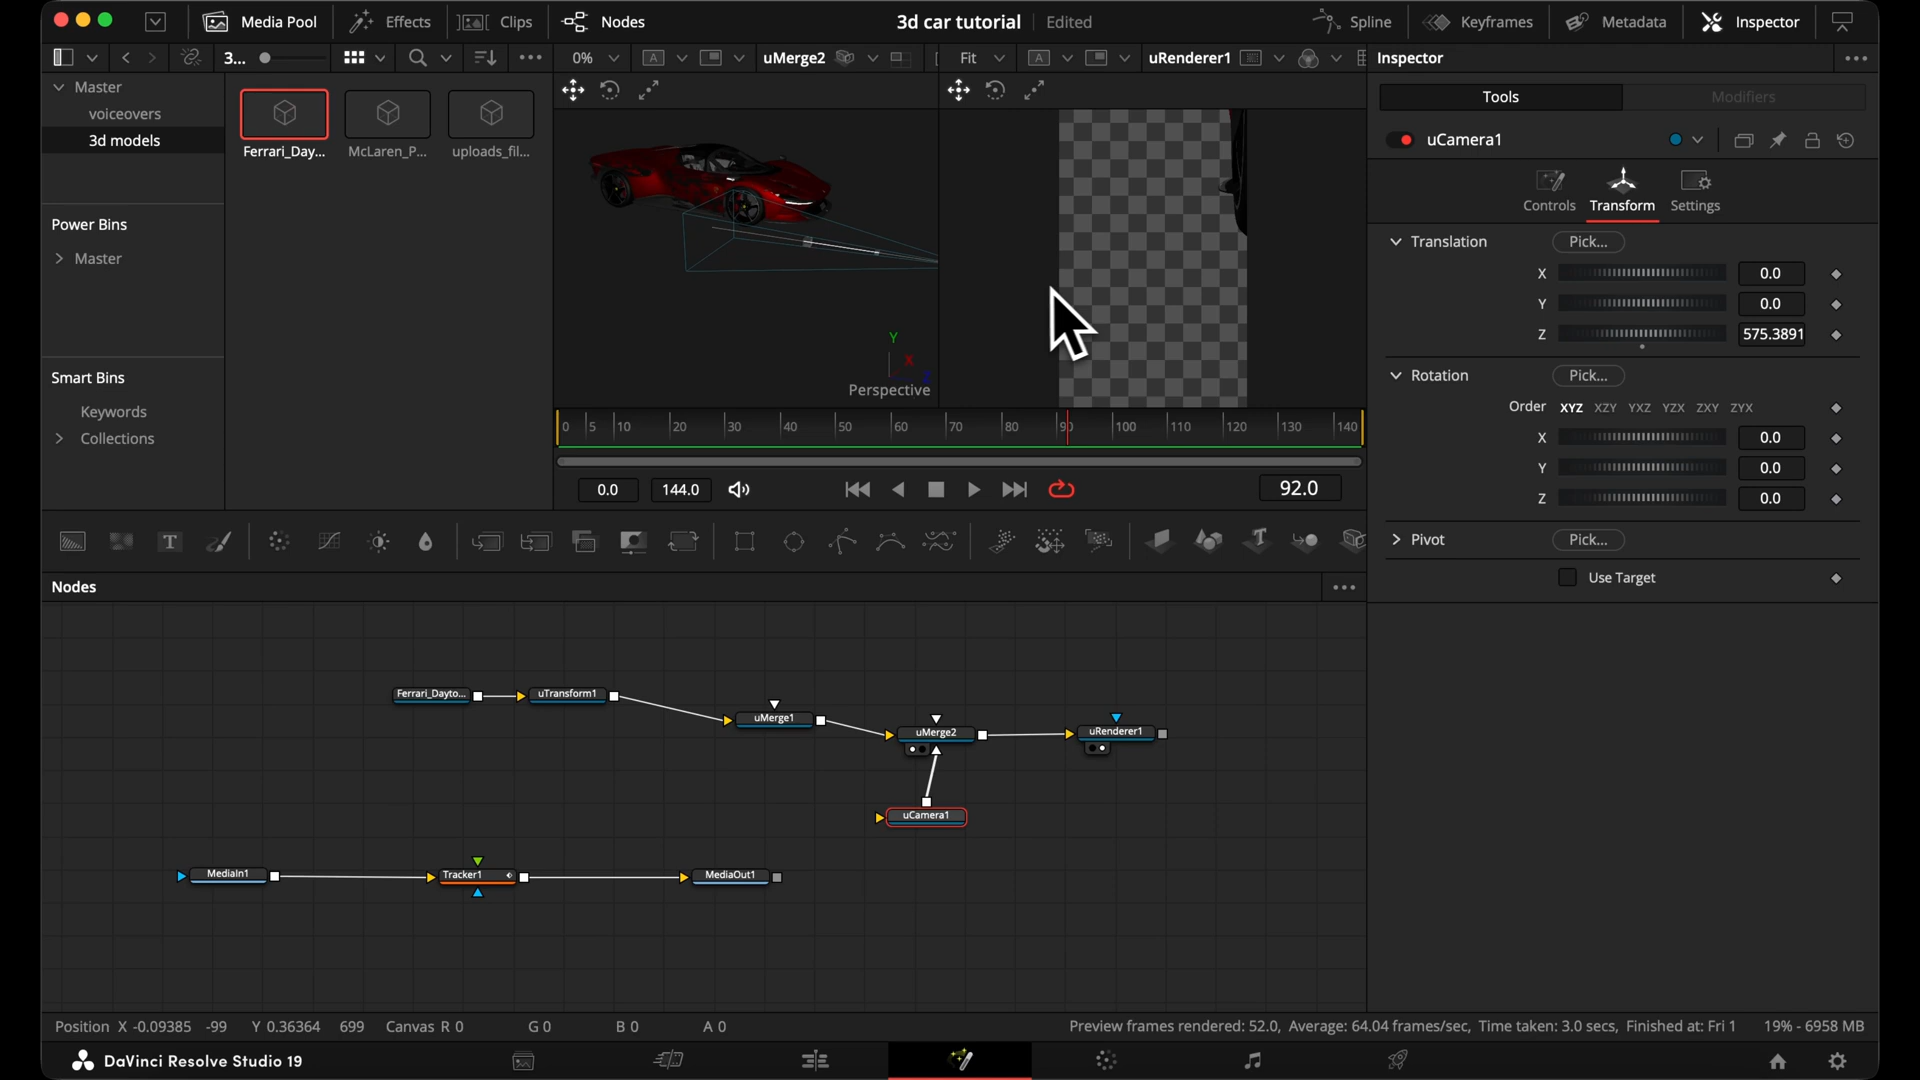 Media Pool
Effects
Clips
Nodes
3d car tutorial
Edited
Spline
Keyframes
Metadata
Inspector
3...
0%
A
uMerge2
Fit
A
uRenderer1
Inspector
Master
voiceovers
3d models
Power Bins
Master
Smart Bins
Keywords
Collections
Ferrari_Day...
McLaren_P...
uploads_fil...
Y
X
Z
Perspective
0 5 10 20 30 40 50 60 70 80 90 100 110 120 130 140
0.0
144.0
92.0
Tools
Modifiers
uCamera1
Controls
Transform
Settings
Translation
Pick...
X
0.0
Y
0.0
Z
575.3891
Rotation
Pick...
Order XYZ XZY YXZ YZX ZXY ZYX
X
0.0
Y
0.0
Z
0.0
Pivot
Pick...
Use Target
T
T
Nodes
Ferrari_Dayto...
uTransform1
uMerge1
uMerge2
uRenderer1
uCamera1
MediaIn1
Tracker1
MediaOut1
Position X -0.09385 -99 Y 0.36364 699 Canvas R 0 G 0 B 0 A 0
Preview frames rendered: 52.0, Average: 64.04 frames/sec, Time taken: 3.0 secs, Finished at: Fri 1
19% - 6958 MB
DaVinci Resolve Studio 19